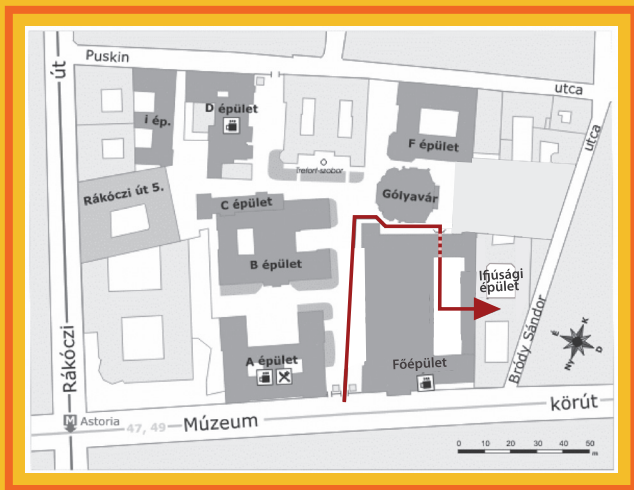 Puskin
utca
út
D épület
i ép.
F épület
utca
Trefort-szobor
Rákóczi út 5.
Gólyavár
C épület
B épület
Ifjúsági
épület
Bródy Sándor
K
É
D
Ny
A épület
Főépület
Rákóczi
M Astoria
47, 49
Múzeum
körút
0 10 20 30 40 50
m